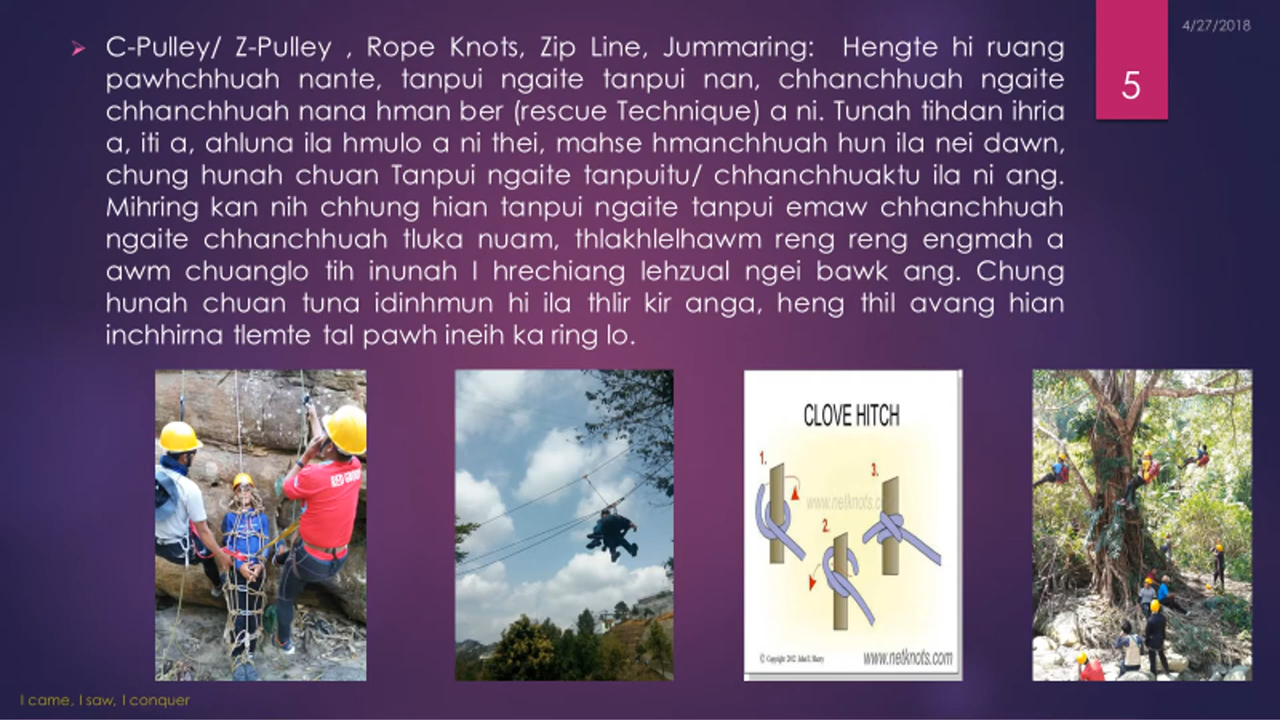 4/27/2018
5
C-Pulley/ Z-Pulley , Rope Knots, Zip Line, Jummaring: Hengte hi ruang
pawhchhuah nante, tanpui ngaite tanpui nan, chhanchhuah ngaite
chhanchhuah nana hman ber (rescue Technique) a ni. Tunah tihdan ihria
a, iti a, ahluna ila hmulo a ni thei, mahse hmanchhuah hun ila nei dawn,
chung hunah chuan Tanpui ngaite tanpuitu/ chhanchhuaktu ila ni ang.
Mihring kan nih chhung hian tanpui ngaite tanpui emaw chhanchhuah
ngaite chhanchhuah tluka nuam, thlakhlelhawm reng reng engmah a
awm chuanglo tih inunah I hrechiang lehzual ngei bawk ang. Chung
hunah chuan tuna idinhmun hi ila thlir kir anga, heng thil avang hian
inchhirna tlemte tal pawh ineih ka ring lo.
CLOVE HITCH
1.
3.
2.
www.netknots.c
www.netknots.com
I came, I saw, I conquer